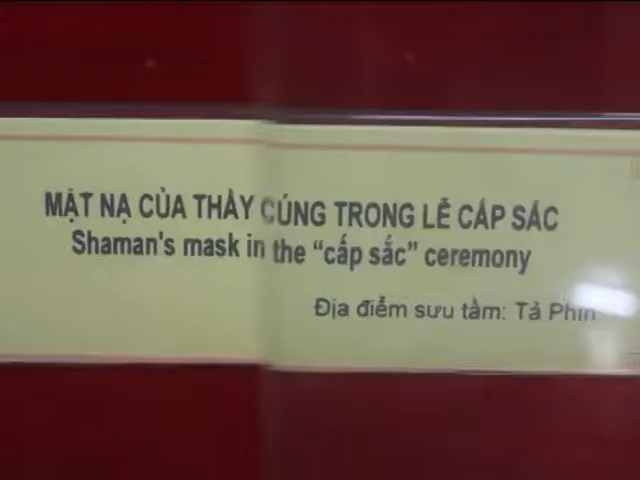 MẶT NẠ CỦA THẦY CÚNG TRONG LỄ CẤP SẮC
Shaman's mask in the “cấp sắc” ceremony
Địa điểm sưu tầm: Tả Phìn